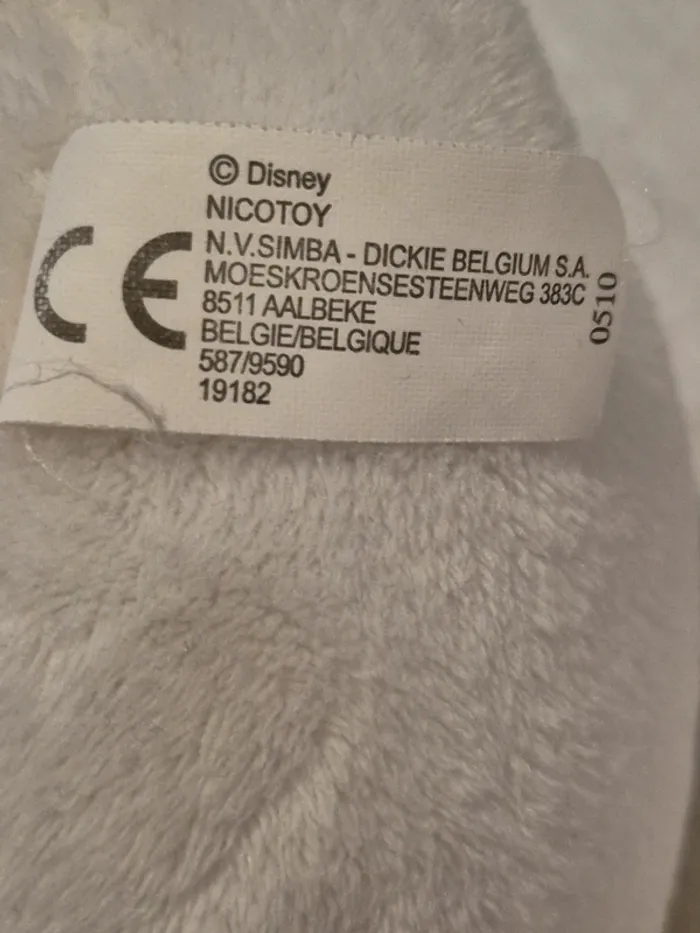 © Disney
NICOTOY
CE
N.V.SIMBA - DICKIE BELGIUM S.A.
MOESKROENSESTEENWEG 383C
8511 AALBEKE
BELGIE/BELGIQUE
587/9590
19182
0510